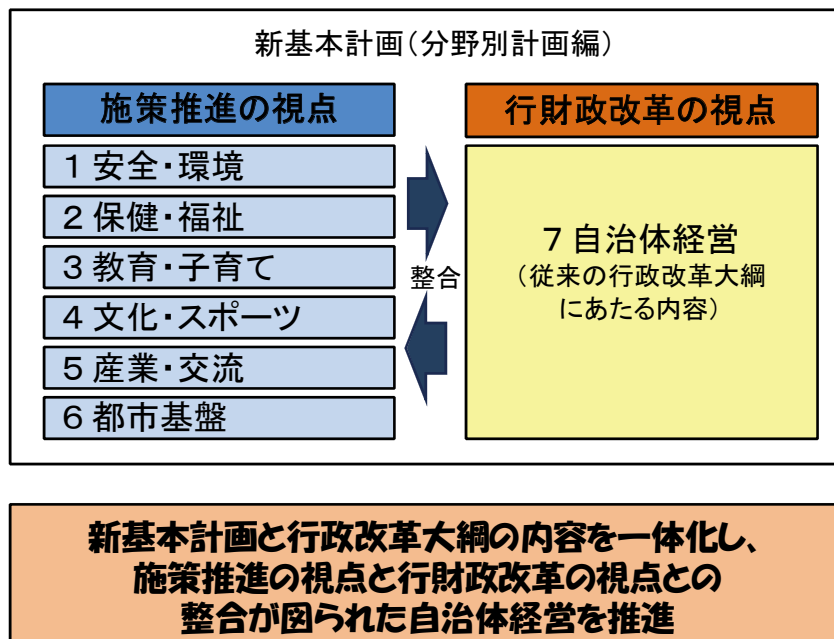 新基本計画（分野別計画編）
施策推進の視点
１安全・環境
２保健・福祉
３教育・子育て
４文化・スポーツ
５産業・交流
６都市基盤
整合
行財政改革の視点
７自治体経営
（従来の行政改革大綱
にあたる内容）
新基本計画と行政改革大綱の内容を一体化し、
施策推進の視点と行財政改革の視点との
整合が図られた自治体経営を推進